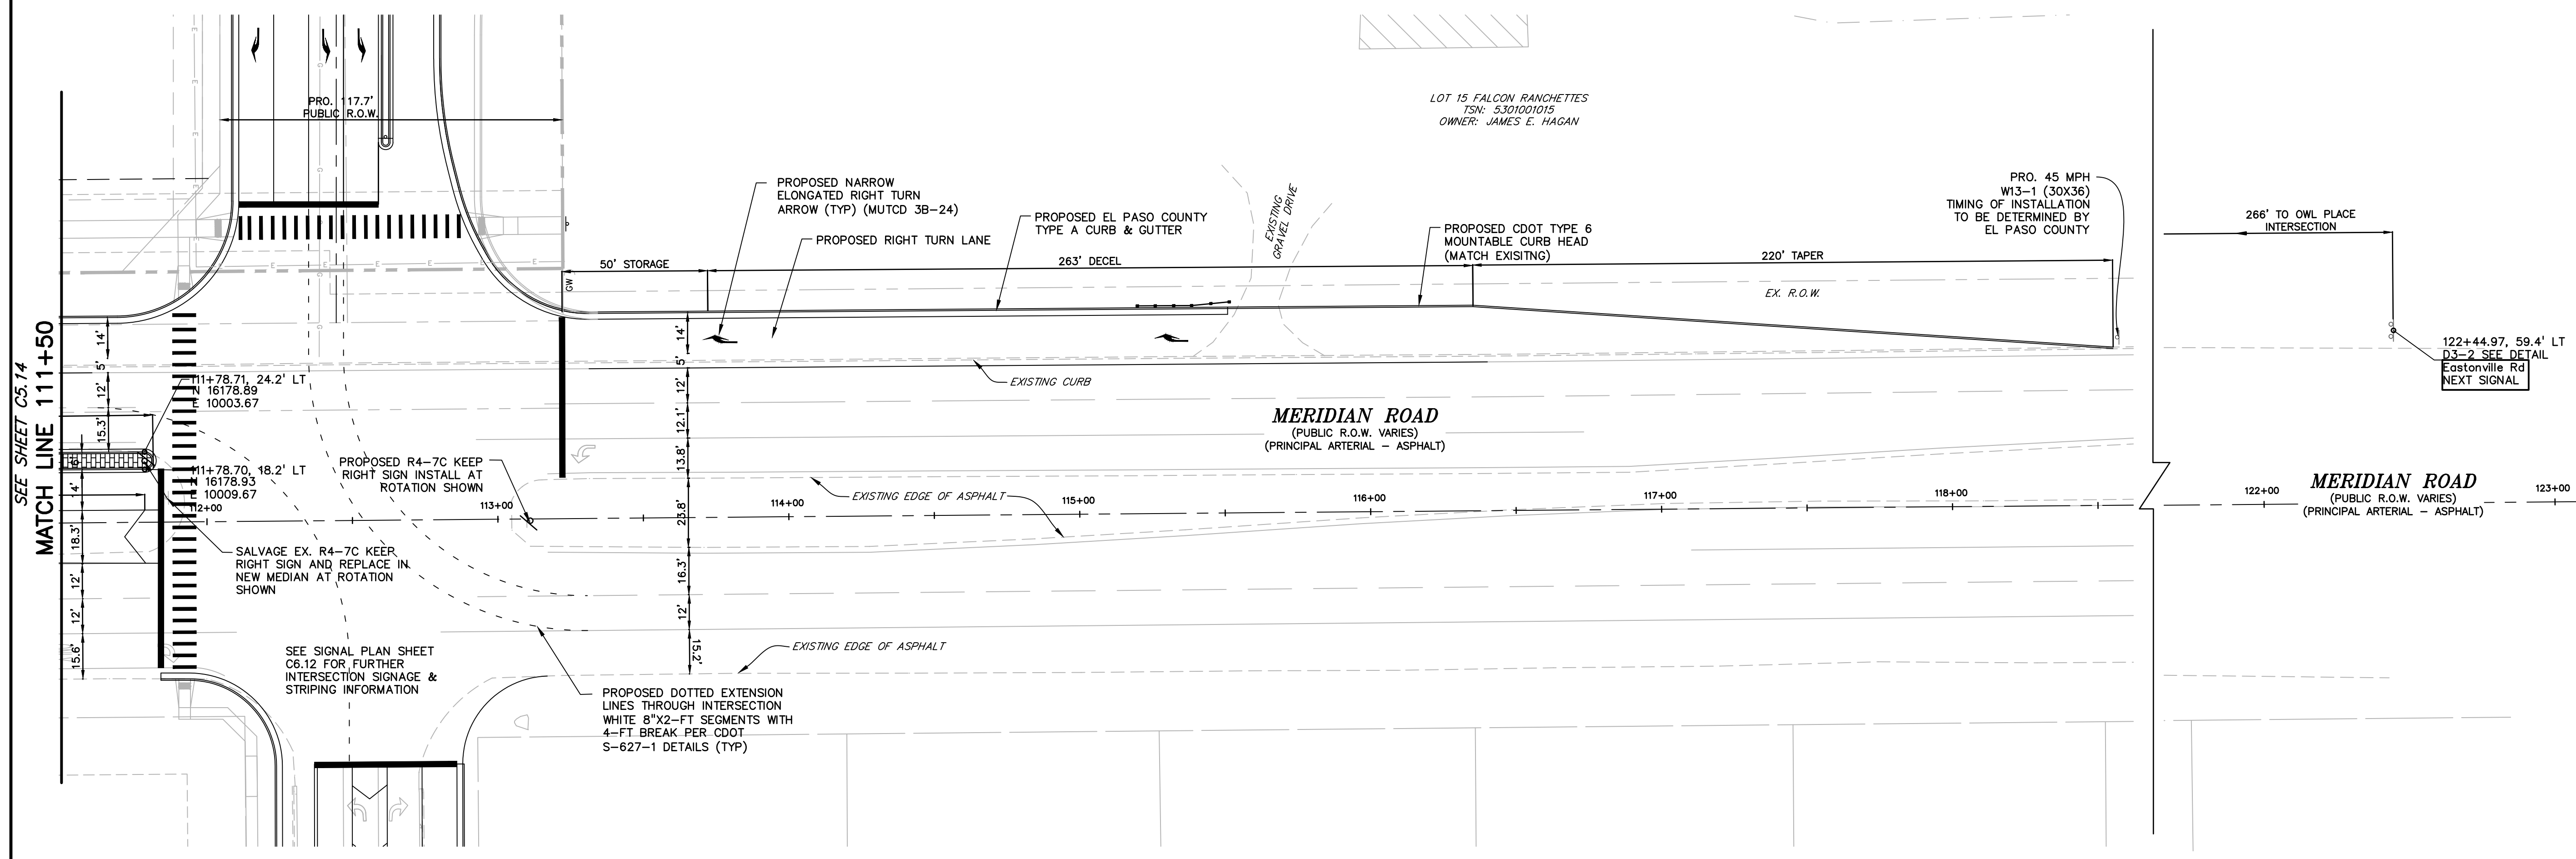 SEE SHEET C5.14
MATCH LINE 111+50
PRO. 117.7'
PUBLIC R.O.W.
LOT 15 FALCON RANCHETTES
TSN: 5301001015
OWNER: JAMES E. HAGAN
PROPOSED NARROW
ELONGATED RIGHT TURN
ARROW (TYP) (MUTCD 3B-24)
PROPOSED RIGHT TURN LANE
PROPOSED EL PASO COUNTY
TYPE A CURB & GUTTER
EXISTING
GRAVEL DRIVE
PROPOSED CDOT TYPE 6
MOUNTABLE CURB HEAD
(MATCH EXISITNG)
PRO. 45 MPH
W13-1 (30X36)
TIMING OF INSTALLATION
TO BE DETERMINED BY
EL PASO COUNTY
266' TO OWL PLACE
INTERSECTION
50' STORAGE
263' DECEL
220' TAPER
GW
EX. R.O.W.
E
E
E
E
E
E
E
E
E
G
G
G
G
14'
5'
12'
15.3'
6'
14'
18.3'
12'
12'
15.6'
111+78.71, 24.2' LT
N 16178.89
E 10003.67
111+78.70, 18.2' LT
N 16178.93
E 10009.67
14'
5'
12'
12.1'
13.8'
23.8'
16.3'
12'
15.2'
EXISTING CURB
MERIDIAN ROAD
(PUBLIC R.O.W. VARIES)
(PRINCIPAL ARTERIAL - ASPHALT)
122+44.97, 59.4' LT
D3-2 SEE DETAIL
Eastonville Rd
NEXT SIGNAL
PROPOSED R4-7C KEEP
RIGHT SIGN INSTALL AT
ROTATION SHOWN
EXISTING EDGE OF ASPHALT
112+00
113+00
114+00
115+00
116+00
117+00
118+00
122+00
123+00
MERIDIAN ROAD
(PUBLIC R.O.W. VARIES)
(PRINCIPAL ARTERIAL - ASPHALT)
SALVAGE EX. R4-7C KEEP
RIGHT SIGN AND REPLACE IN
NEW MEDIAN AT ROTATION
SHOWN
SEE SIGNAL PLAN SHEET
C6.12 FOR FURTHER
INTERSECTION SIGNAGE &
STRIPING INFORMATION
EXISTING EDGE OF ASPHALT
PROPOSED DOTTED EXTENSION
LINES THROUGH INTERSECTION
WHITE 8"X2-FT SEGMENTS WITH
4-FT BREAK PER CDOT
S-627-1 DETAILS (TYP)